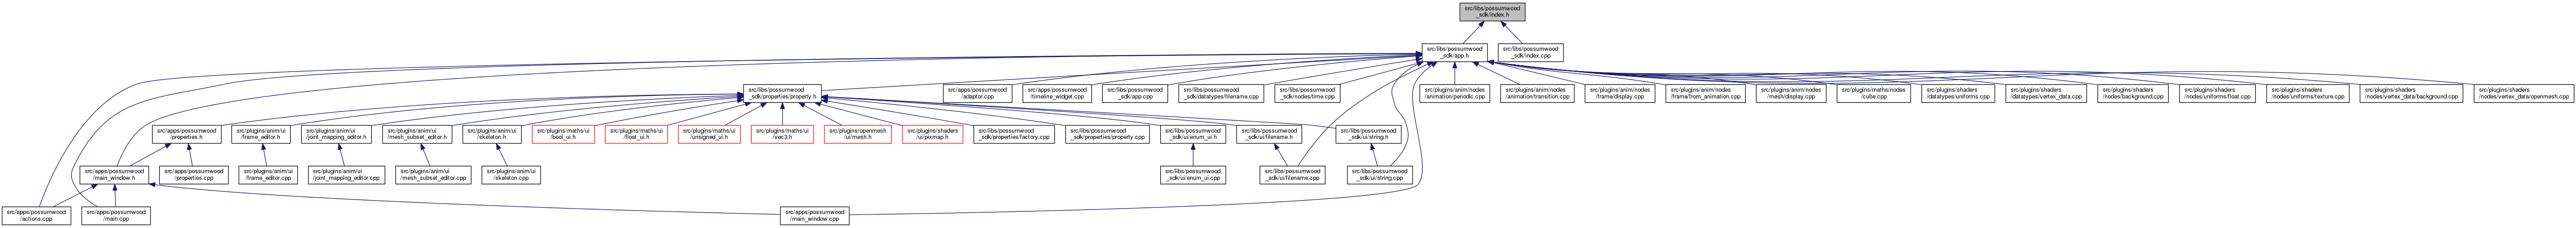 src/libs/possumwood
_sdk/index.h
src/libs/possumwood
_sdk/app.h
src/libs/possumwood
_sdk/index.cpp
src/libs/possumwood
_sdk/properties/property.h
src/apps/possumwood
/adaptor.cpp
src/apps/possumwood
/timeline_widget.cpp
src/libs/possumwood
_sdk/app.cpp
src/libs/possumwood
_sdk/datatypes/filename.cpp
src/libs/possumwood
_sdk/nodes/time.cpp
src/plugins/anim/nodes
/animation/periodic.cpp
src/plugins/anim/nodes
/animation/transition.cpp
src/plugins/anim/nodes
/frame/display.cpp
src/plugins/anim/nodes
/frame/from_animation.cpp
src/plugins/anim/nodes
/mesh/display.cpp
src/plugins/maths/nodes
/cube.cpp
src/plugins/shaders
/datatypes/uniforms.cpp
src/plugins/shaders
/datatypes/vertex_data.cpp
src/plugins/shaders
/nodes/background.cpp
src/plugins/shaders
/nodes/uniforms/float.cpp
src/plugins/shaders
/nodes/uniforms/texture.cpp
src/plugins/shaders
/nodes/vertex_data/background.cpp
src/plugins/shaders
/nodes/vertex_data/openmesh.cpp
src/apps/possumwood
/properties.h
src/plugins/anim/ui
/frame_editor.h
src/plugins/anim/ui
/joint_mapping_editor.h
src/plugins/anim/ui
/mesh_subset_editor.h
src/plugins/anim/ui
/skeleton.h
src/plugins/maths/ui
/bool_ui.h
src/plugins/maths/ui
/float_ui.h
src/plugins/maths/ui
/unsigned_ui.h
src/plugins/maths/ui
/vec3.h
src/plugins/openmesh
/ui/mesh.h
src/plugins/shaders
/ui/pixmap.h
src/libs/possumwood
_sdk/properties/factory.cpp
src/libs/possumwood
_sdk/properties/property.cpp
src/libs/possumwood
_sdk/ui/enum_ui.h
src/libs/possumwood
_sdk/ui/filename.h
src/libs/possumwood
_sdk/ui/string.h
src/apps/possumwood
/main_window.h
src/apps/possumwood
/properties.cpp
src/plugins/anim/ui
/frame_editor.cpp
src/plugins/anim/ui
/joint_mapping_editor.cpp
src/plugins/anim/ui
/mesh_subset_editor.cpp
src/plugins/anim/ui
/skeleton.cpp
src/libs/possumwood
_sdk/ui/enum_ui.cpp
src/libs/possumwood
_sdk/ui/filename.cpp
src/libs/possumwood
_sdk/ui/string.cpp
src/apps/possumwood
/actions.cpp
src/apps/possumwood
/main.cpp
src/apps/possumwood
/main_window.cpp